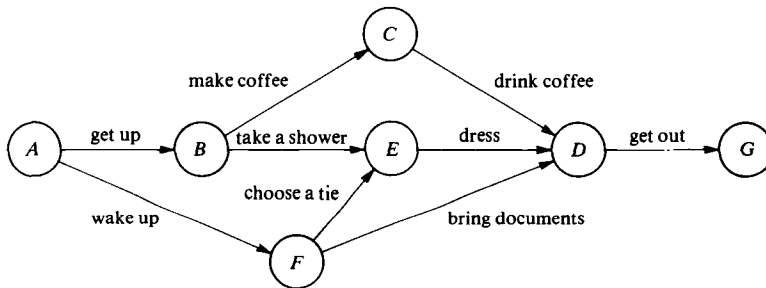 C
make coffee
drink coffee
A
get up
B
take a shower
E
dress
D
get out
G
choose a tie
wake up
bring documents
F